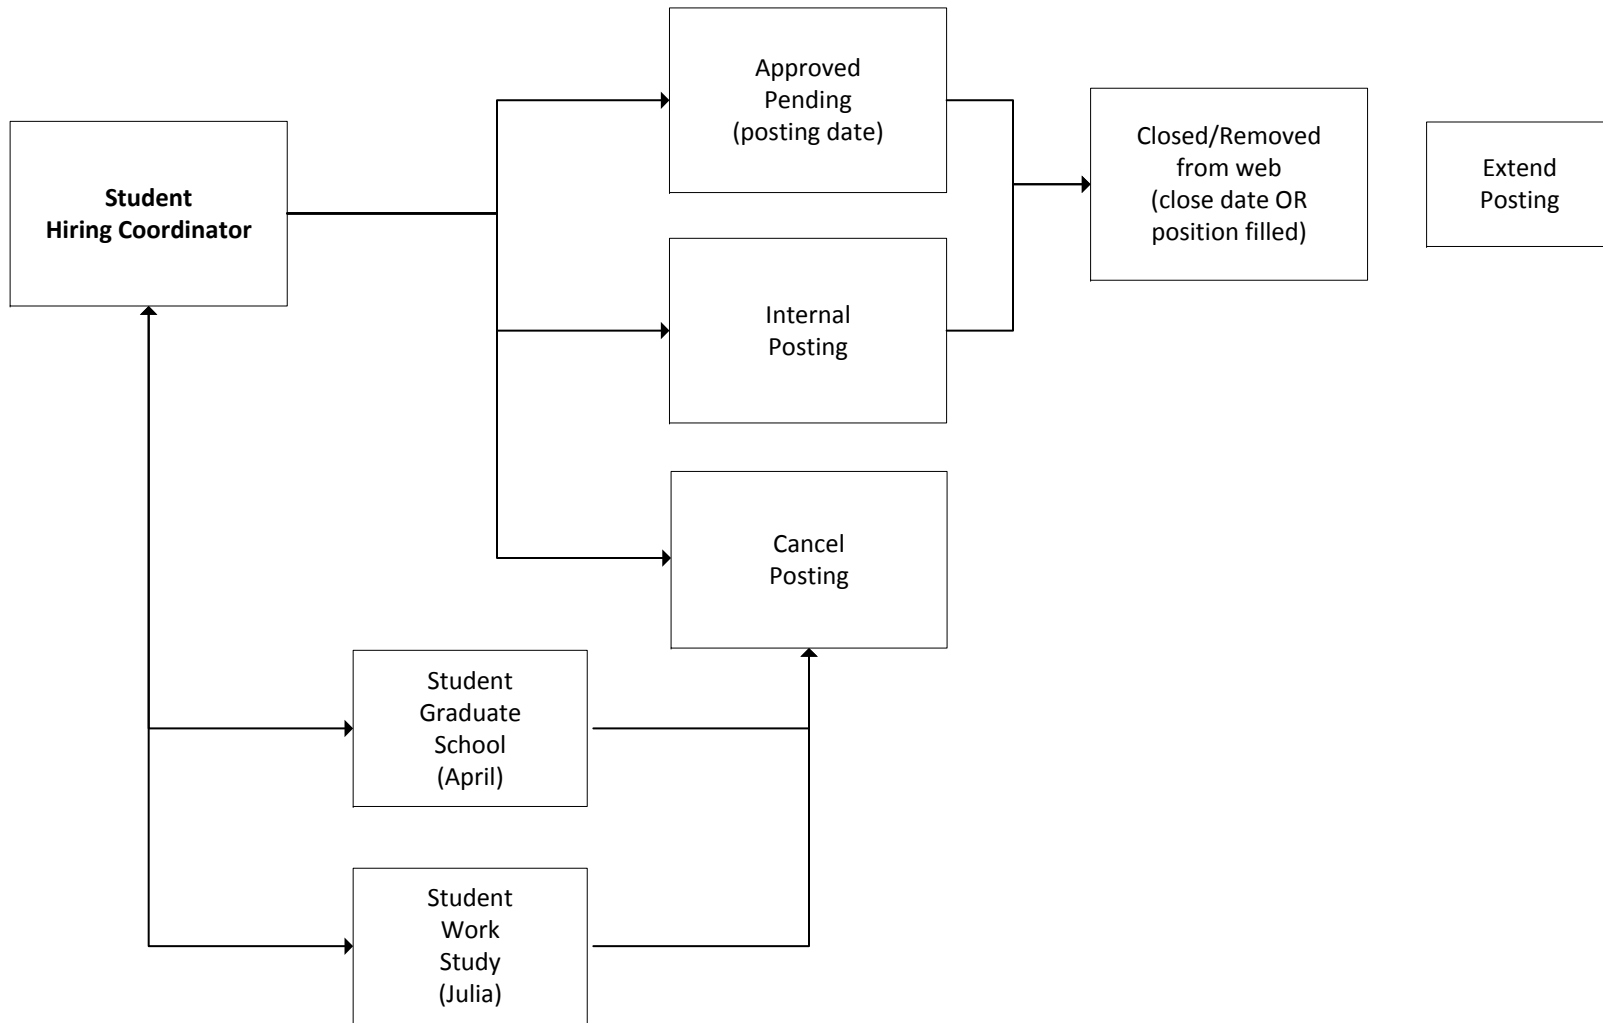 Student
Hiring Coordinator
Approved
Pending
(posting date)
Internal
Posting
Cancel
Posting
Closed/Removed
from web
(close date OR
position filled)
Extend
Posting
Student
Graduate
School
(April)
Student
Work
Study
(Julia)